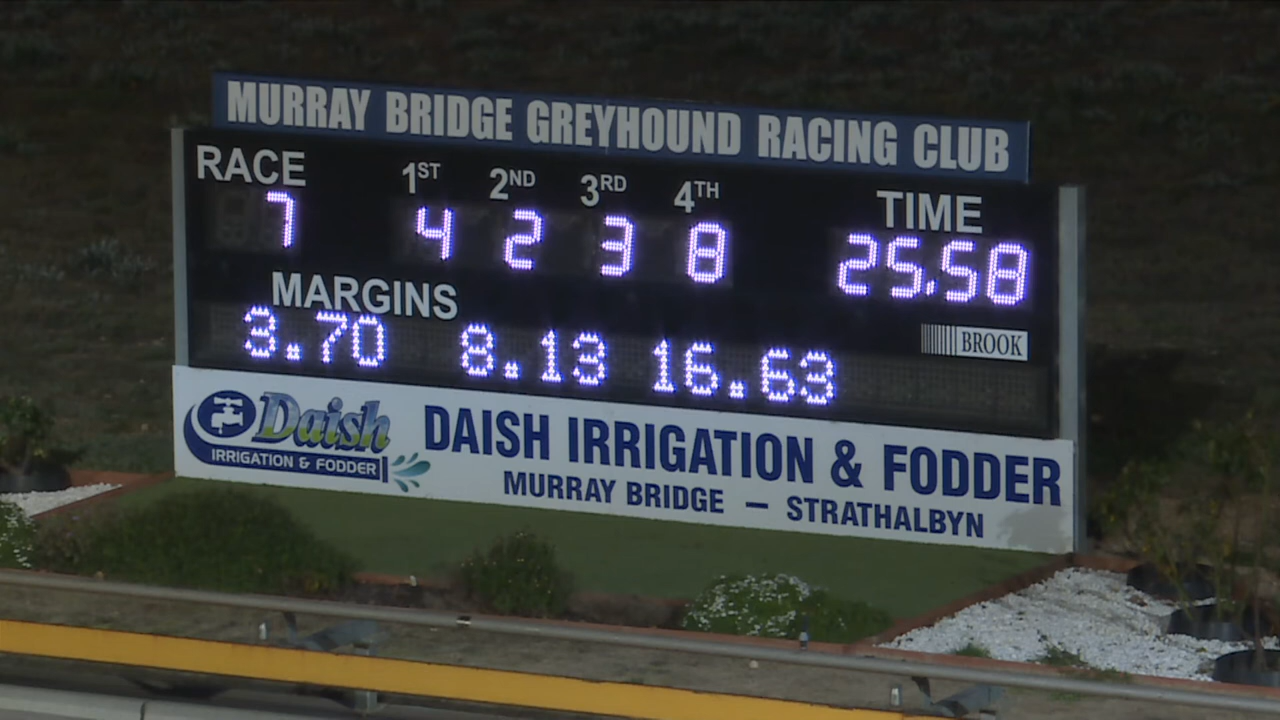 MURRAY BRIDGE GREYHOUND RACING CLUB
RACE 1ST 2ND 3RD 4TH TIME
7 4 2 3 8 25.58
MARGINS
3.70 8.13 16.63
BROOK
Daish
IRRIGATION & FODDER
DAISH IRRIGATION & FODDER
MURRAY BRIDGE – STRATHALBYN